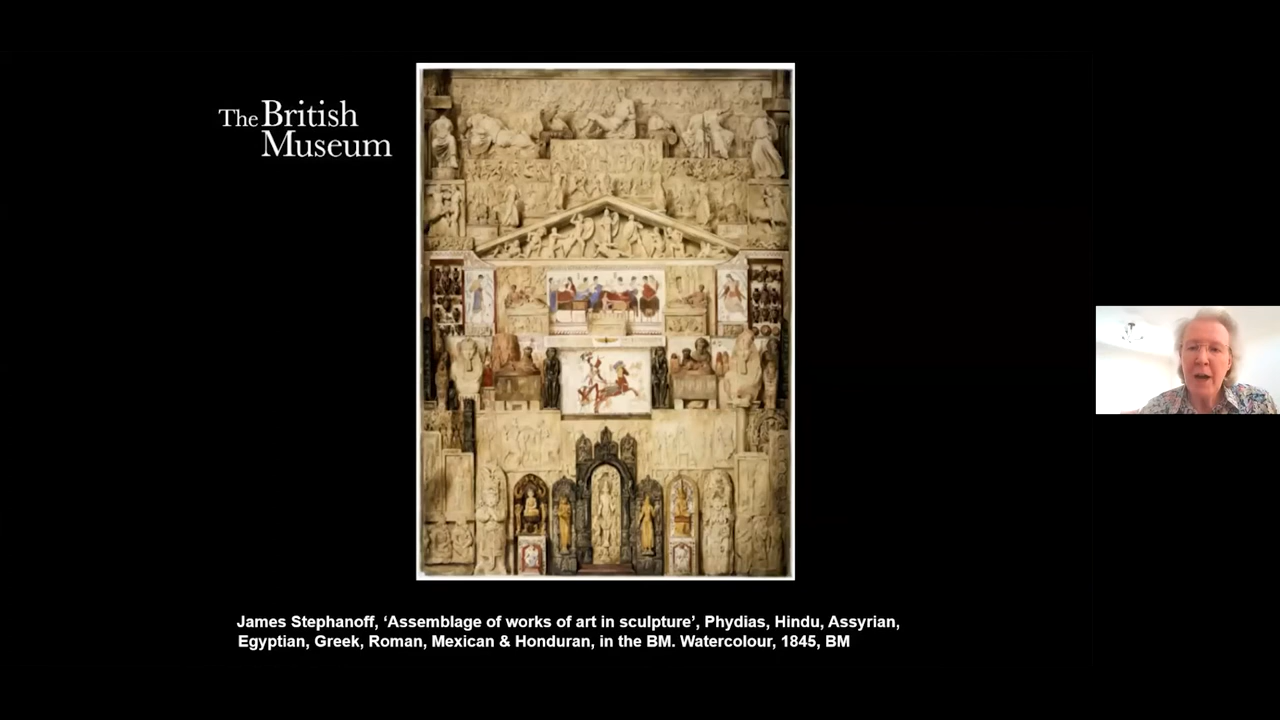 The British
Museum
James Stephanoff, ‘Assemblage of works of art in sculpture’, Phydias, Hindu, Assyrian,
Egyptian, Greek, Roman, Mexican & Honduran, in the BM. Watercolour, 1845, BM